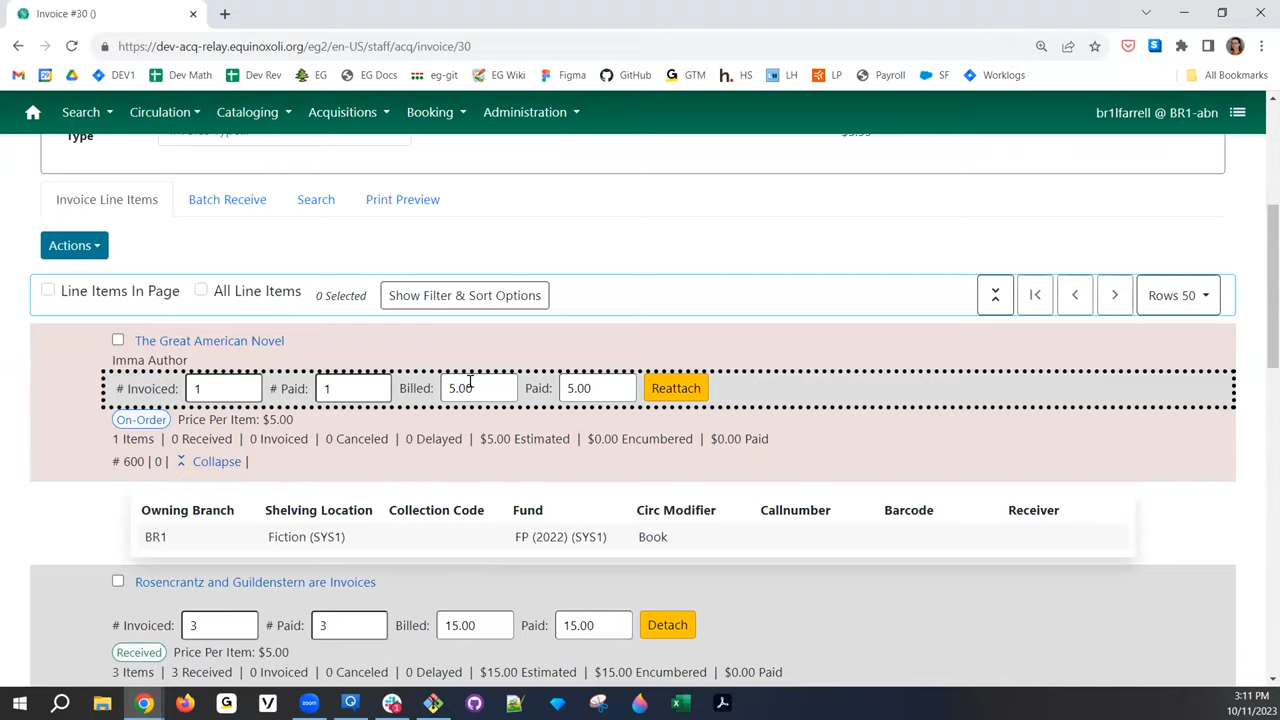 Invoice #30 ()
https://dev-acq-relay.equinoxoli.org/eg2/en-US/staff/acq/invoice/30
DEV1 Dev Math Dev Rev EG EG Docs eg-git EG Wiki Figma GitHub GTM HS LH LP Payroll SF Worklogs All Bookmarks
Search Circulation Cataloging Acquisitions Booking Administration br1lfarrell @ BR1-abn
Type
Invoice Line Items Batch Receive Search Print Preview
Actions
Line Items In Page All Line Items 0 Selected Show Filter & Sort Options Rows 50
The Great American Novel
Imma Author
# Invoiced: 1 # Paid: 1 Billed: 5.00 Paid: 5.00 Reattach
On-Order Price Per Item: $5.00
1 Items | 0 Received | 0 Invoiced | 0 Canceled | 0 Delayed | $5.00 Estimated | $0.00 Encumbered | $0.00 Paid
# 600 | 0 | Collapse |
Owning Branch Shelving Location Collection Code Fund Circ Modifier Callnumber Barcode Receiver
BR1 Fiction (SYS1) FP (2022) (SYS1) Book
Rosencrantz and Guildenstern are Invoices
# Invoiced: 3 # Paid: 3 Billed: 15.00 Paid: 15.00 Detach
Received Price Per Item: $5.00
3 Items | 3 Received | 0 Invoiced | 0 Canceled | 0 Delayed | $15.00 Estimated | $15.00 Encumbered | $0.00 Paid
3:11 PM
10/11/2023